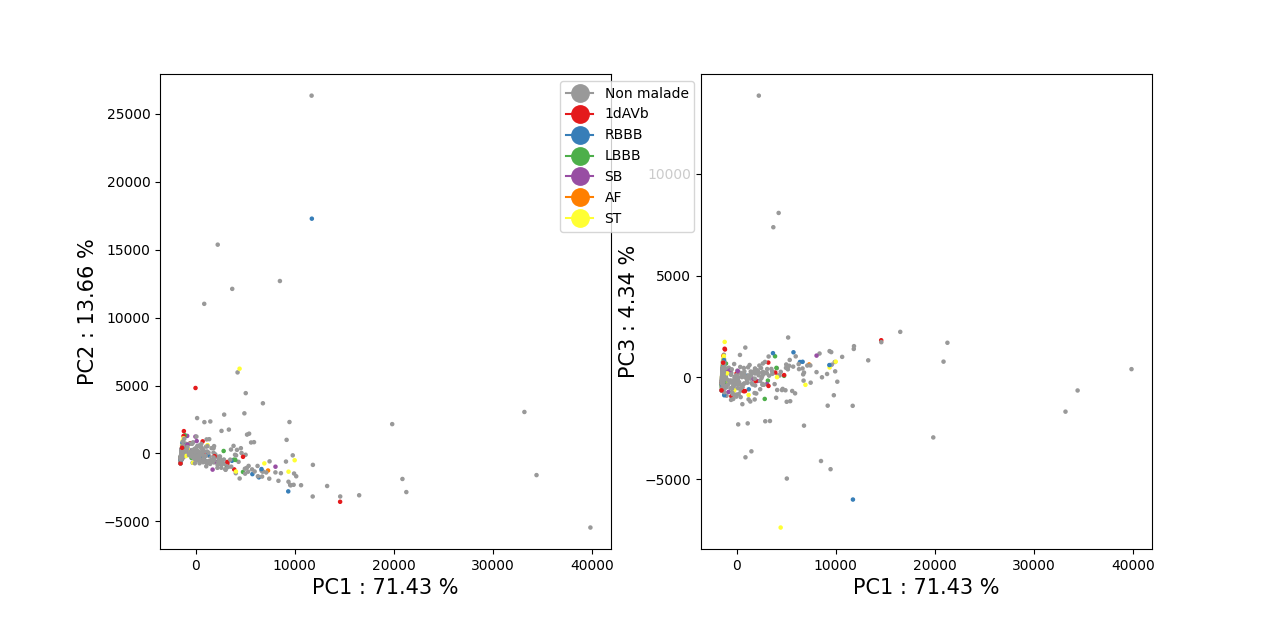 PC2 : 13.66 %
25000
20000
15000
10000
5000
0
−5000
0
10000
20000
30000
40000
PC1 : 71.43 %
Non malade
1dAVb
RBBB
LBBB
SB
AF
ST
PC3 : 4.34 %
10000
5000
0
−5000
0
10000
20000
30000
40000
PC1 : 71.43 %